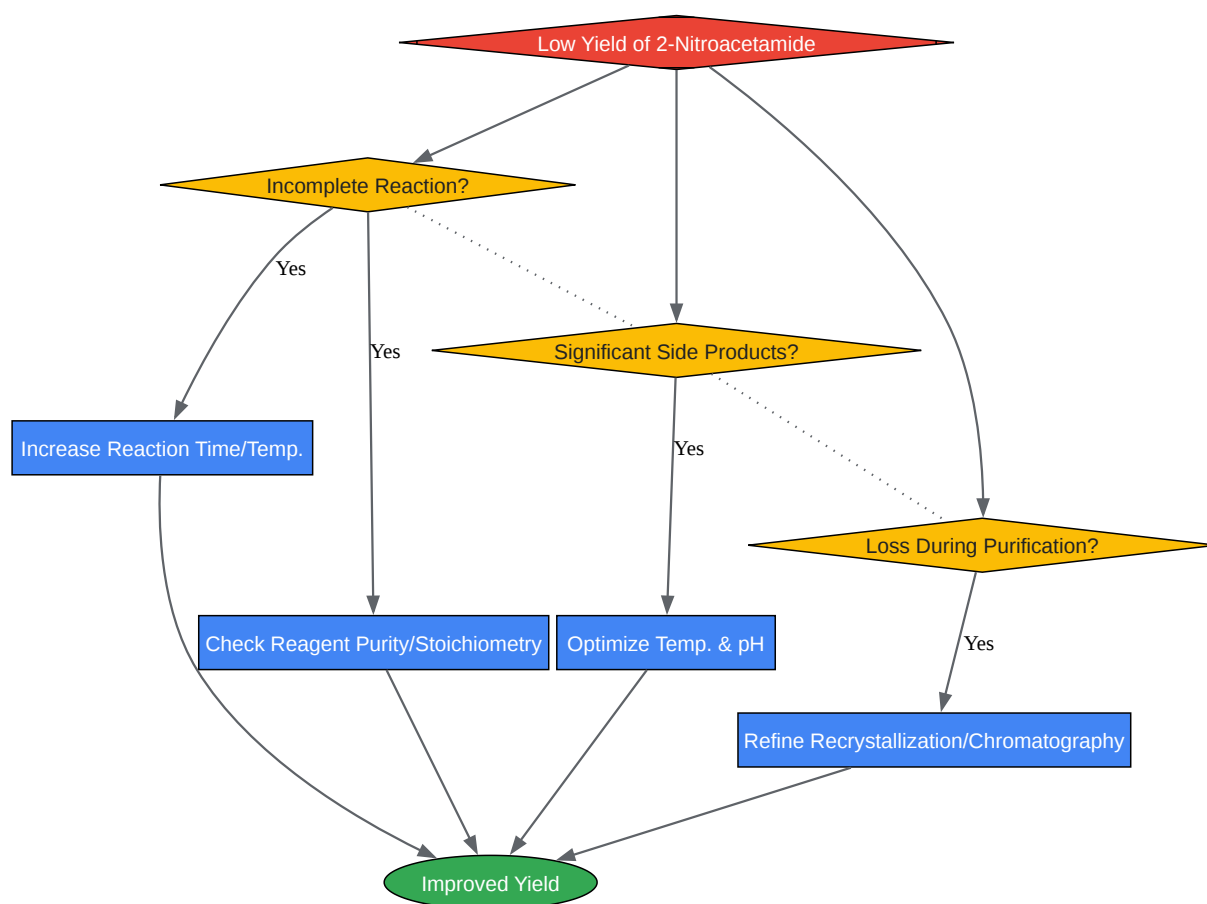 Low Yield of 2-Nitroacetamide
Incomplete Reaction?
Yes
Yes
Significant Side Products?
Increase Reaction Time/Temp.
Yes
Loss During Purification?
Check Reagent Purity/Stoichiometry
Optimize Temp. & pH
Yes
Refine Recrystallization/Chromatography
Improved Yield